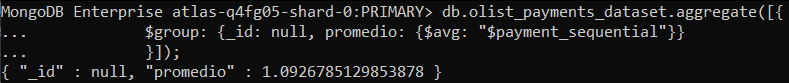 MongoDB Enterprise atlas-q4fg05-shard-0:PRIMARY> db.olist_payments_dataset.aggregate([{
...     $group: {_id: null, promedio: {$avg: "$payment_sequential"}}
...     }]);
{ "_id" : null, "promedio" : 1.0926785129853878 }